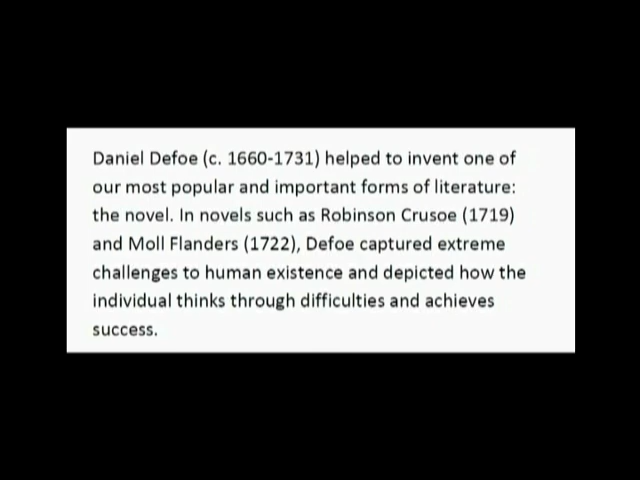 Daniel Defoe (c. 1660-1731) helped to invent one of
our most popular and important forms of literature:
the novel. In novels such as Robinson Crusoe (1719)
and Moll Flanders (1722), Defoe captured extreme
challenges to human existence and depicted how the
individual thinks through difficulties and achieves
success.